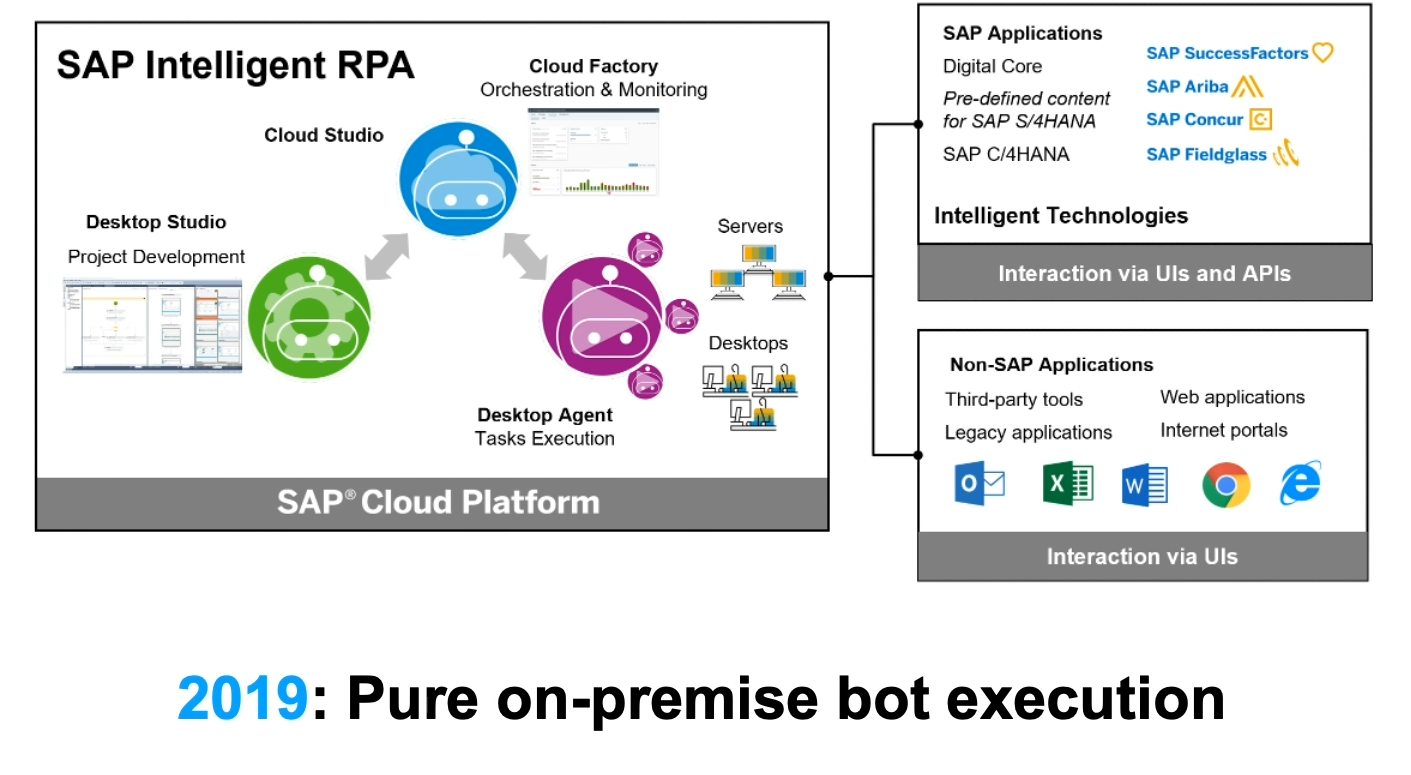 SAP Intelligent RPA
Cloud Factory
Orchestration & Monitoring
Cloud Studio
Desktop Studio
Project Development
Servers
Desktops
Desktop Agent
Tasks Execution
SAP® Cloud Platform
SAP Applications
Digital Core
Pre-defined content
for SAP S/4HANA
SAP C/4HANA
SAP SuccessFactors
SAP Ariba
SAP Concur
SAP Fieldglass
Intelligent Technologies
Interaction via UIs and APIs
Non-SAP Applications
Third-party tools
Web applications
Legacy applications
Internet portals
Interaction via UIs
2019: Pure on-premise bot execution